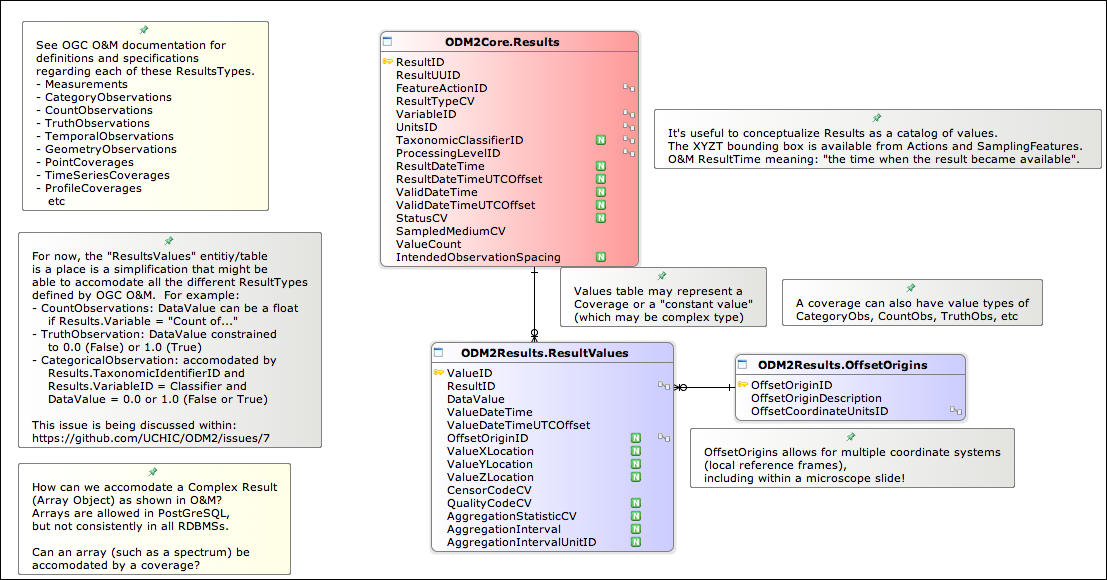 See OGC O&M documentation for
definitions and specifications
regarding each of these ResultsTypes.
- Measurements
- CategoryObservations
- CountObservations
- TruthObservations
- TemporalObservations
- GeometryObservations
- PointCoverages
- TimeSeriesCoverages
- ProfileCoverages
etc
ODM2Core.Results
ResultID
ResultUUID
FeatureActionID
ResultTypeCV
VariableID
UnitsID
TaxonomicClassifierID N
ProcessingLevelID
ResultDateTime N
ResultDateTimeUTCOffset N
ValidDateTime N
ValidDateTimeUTCOffset N
StatusCV N
SampledMediumCV
ValueCount
IntendedObservationSpacing N
It's useful to conceptualize Results as a catalog of values.
The XYZT bounding box is available from Actions and SamplingFeatures.
O&M ResultTime meaning: "the time when the result became available".
For now, the "ResultsValues" entitiy/table
is a place is a simplification that might be
able to accomodate all the different ResultTypes
defined by OGC O&M.  For example:
- CountObservations: DataValue can be a float
if Results.Variable = "Count of..."
- TruthObservation: DataValue constrained
to 0.0 (False) or 1.0 (True)
- CategoricalObservation: accomodated by
Results.TaxonomicIdentifierID and
Results.VariableID = Classifier and
DataValue = 0.0 or 1.0 (False or True)
This issue is being discussed within:
https://github.com/UCHIC/ODM2/issues/7
Values table may represent a
Coverage or a "constant value"
(which may be complex type)
A coverage can also have value types of
CategoryObs, CountObs, TruthObs, etc
ODM2Results.ResultValues
ValueID
ResultID
DataValue
ValueDateTime
ValueDateTimeUTCOffset
OffsetOriginID N
ValueXLocation N
ValueYLocation N
ValueZLocation N
CensorCodeCV
QualityCodeCV N
AggregationStatisticCV N
AggregationInterval N
AggregationIntervalUnitID N
ODM2Results.OffsetOrigins
OffsetOriginID
OffsetOriginDescription
OffsetCoordinateUnitsID
OffsetOrigins allows for multiple coordinate systems
(local reference frames),
including within a microscope slide!
How can we accomodate a Complex Result
(Array Object) as shown in O&M?
Arrays are allowed in PostGreSQL,
but not consistently in all RDBMSs.
Can an array (such as a spectrum) be
accomodated by a coverage?